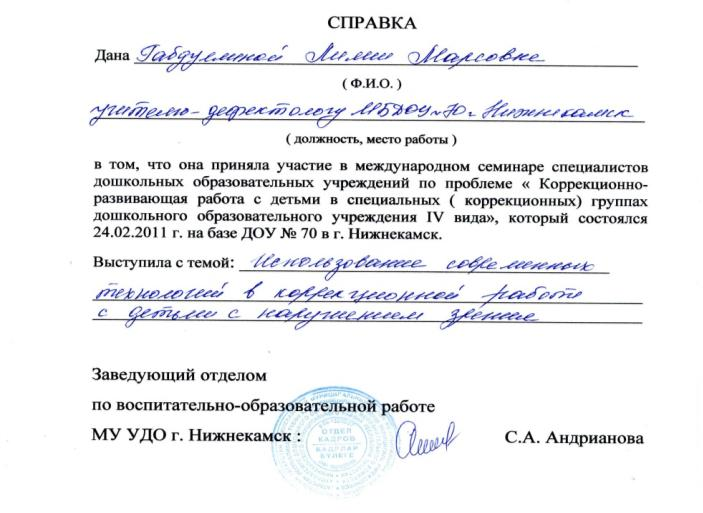 СПРАВКА
Дана Габдуллиной Лилии Марсовне
( Ф.И.О. )
учителю-дефектологу МБДОУ №70 г Нижнекамск
( должность, место работы )
в том, что она приняла участие в международном семинаре специалистов
дошкольных образовательных учреждений по проблеме « Коррекционно-
развивающая работа с детьми в специальных ( коррекционных) группах
дошкольного образовательного учреждения IV вида», который состоялся
24.02.2011 г. на базе ДОУ № 70 в г. Нижнекамск.
Выступила с темой: Использование современных
технологий в коррекционной работе
с детьми с нарушением зрения
Заведующий отделом
по воспитательно-образовательной работе
МУ УДО г. Нижнекамск :
С.А. Андрианова
ОТДЕЛ
КАДРОВ
КАДРЛАР
БҮЛЕГЕ